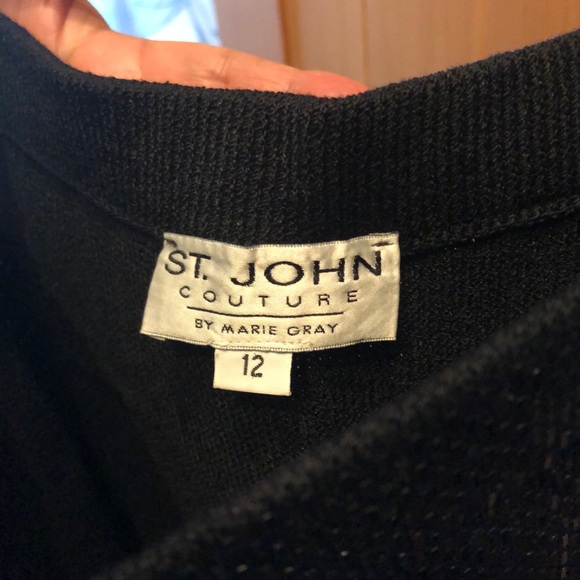 ST. JOHN
COUTURE
BY MARIE GRAY
12